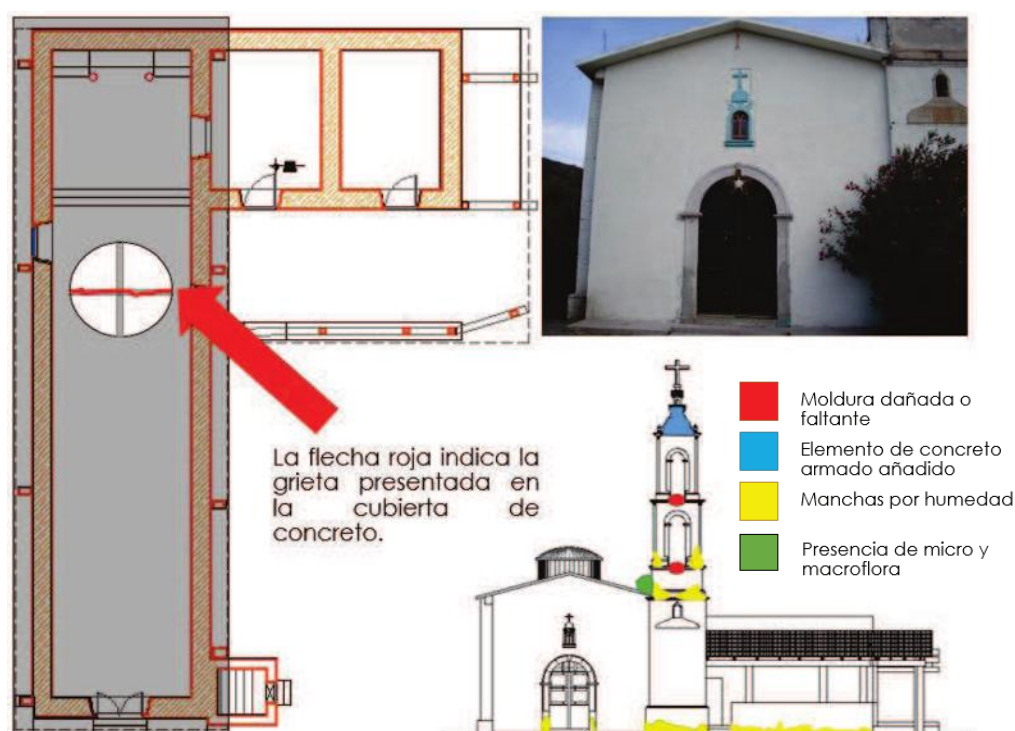 La flecha roja indica la
grieta presentada en
la cubierta de
concreto.
Moldura dañada o
faltante
Elemento de concreto
armado añadido
Manchas por humedad
Presencia de micro y
macroflora